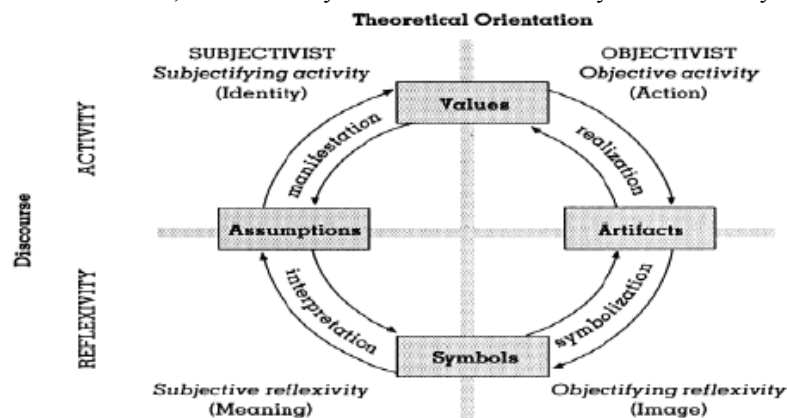 Theoretical Orientation
SUBJECTIVIST
Subjectifying activity
(Identity)
OBJECTIVIST
Objective activity
(Action)
Values
manifestation
realization
ACTIVITY
Discourse
Assumptions
Artifacts
REFLEXIVITY
interpretation
symbolization
Symbols
Subjective reflexivity
(Meaning)
Objectifying reflexivity
(Image)